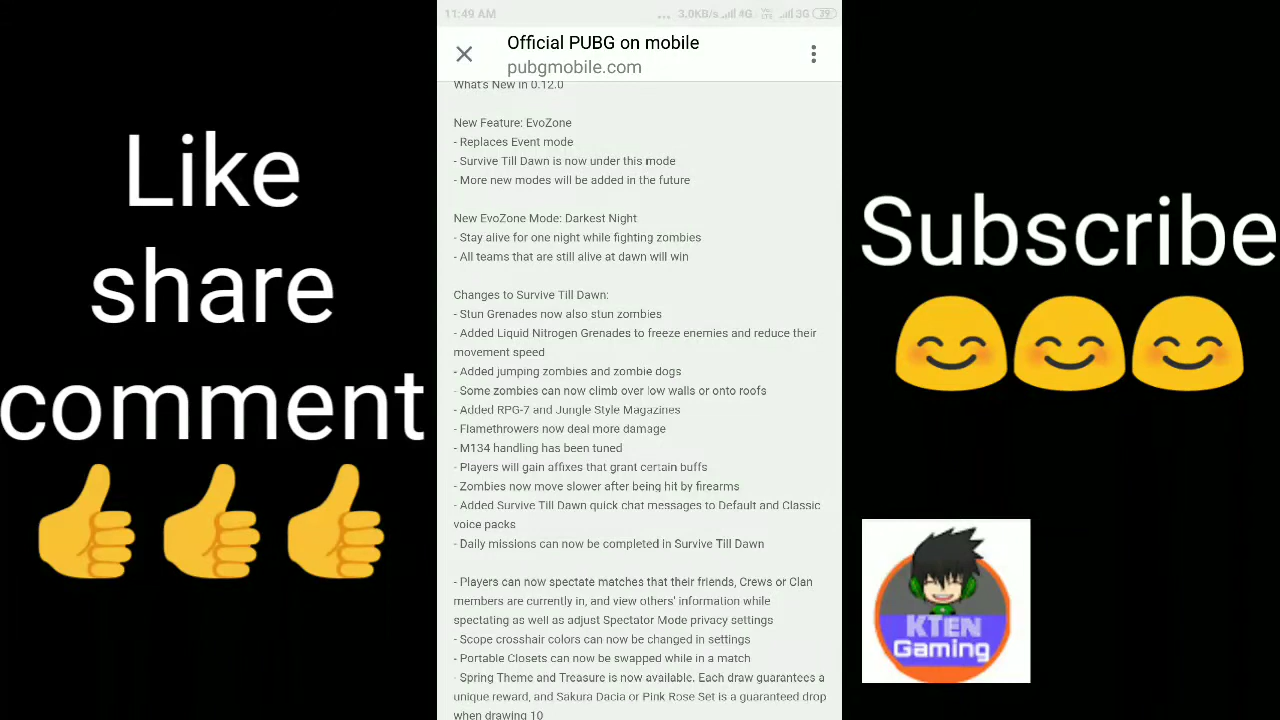 Like
share
comment
11:49 AM
... 3.0KB/s 4G VoLTE 3G 39
Official PUBG on mobile
pubgmobile.com
What's New in 0.12.0
New Feature: EvoZone
- Replaces Event mode
- Survive Till Dawn is now under this mode
- More new modes will be added in the future
New EvoZone Mode: Darkest Night
- Stay alive for one night while fighting zombies
- All teams that are still alive at dawn will win
Changes to Survive Till Dawn:
- Stun Grenades now also stun zombies
- Added Liquid Nitrogen Grenades to freeze enemies and reduce their
movement speed
- Added jumping zombies and zombie dogs
- Some zombies can now climb over low walls or onto roofs
- Added RPG-7 and Jungle Style Magazines
- Flamethrowers now deal more damage
- M134 handling has been tuned
- Players will gain affixes that grant certain buffs
- Zombies now move slower after being hit by firearms
- Added Survive Till Dawn quick chat messages to Default and Classic
voice packs
- Daily missions can now be completed in Survive Till Dawn
- Players can now spectate matches that their friends, Crews or Clan
members are currently in, and view others' information while
spectating as well as adjust Spectator Mode privacy settings
- Scope crosshair colors can now be changed in settings
- Portable Closets can now be swapped while in a match
- Spring Theme and Treasure is now available. Each draw guarantees a
unique reward, and Sakura Dacia or Pink Rose Set is a guaranteed drop
when drawing 10
Subscribe
KTEN
Gaming